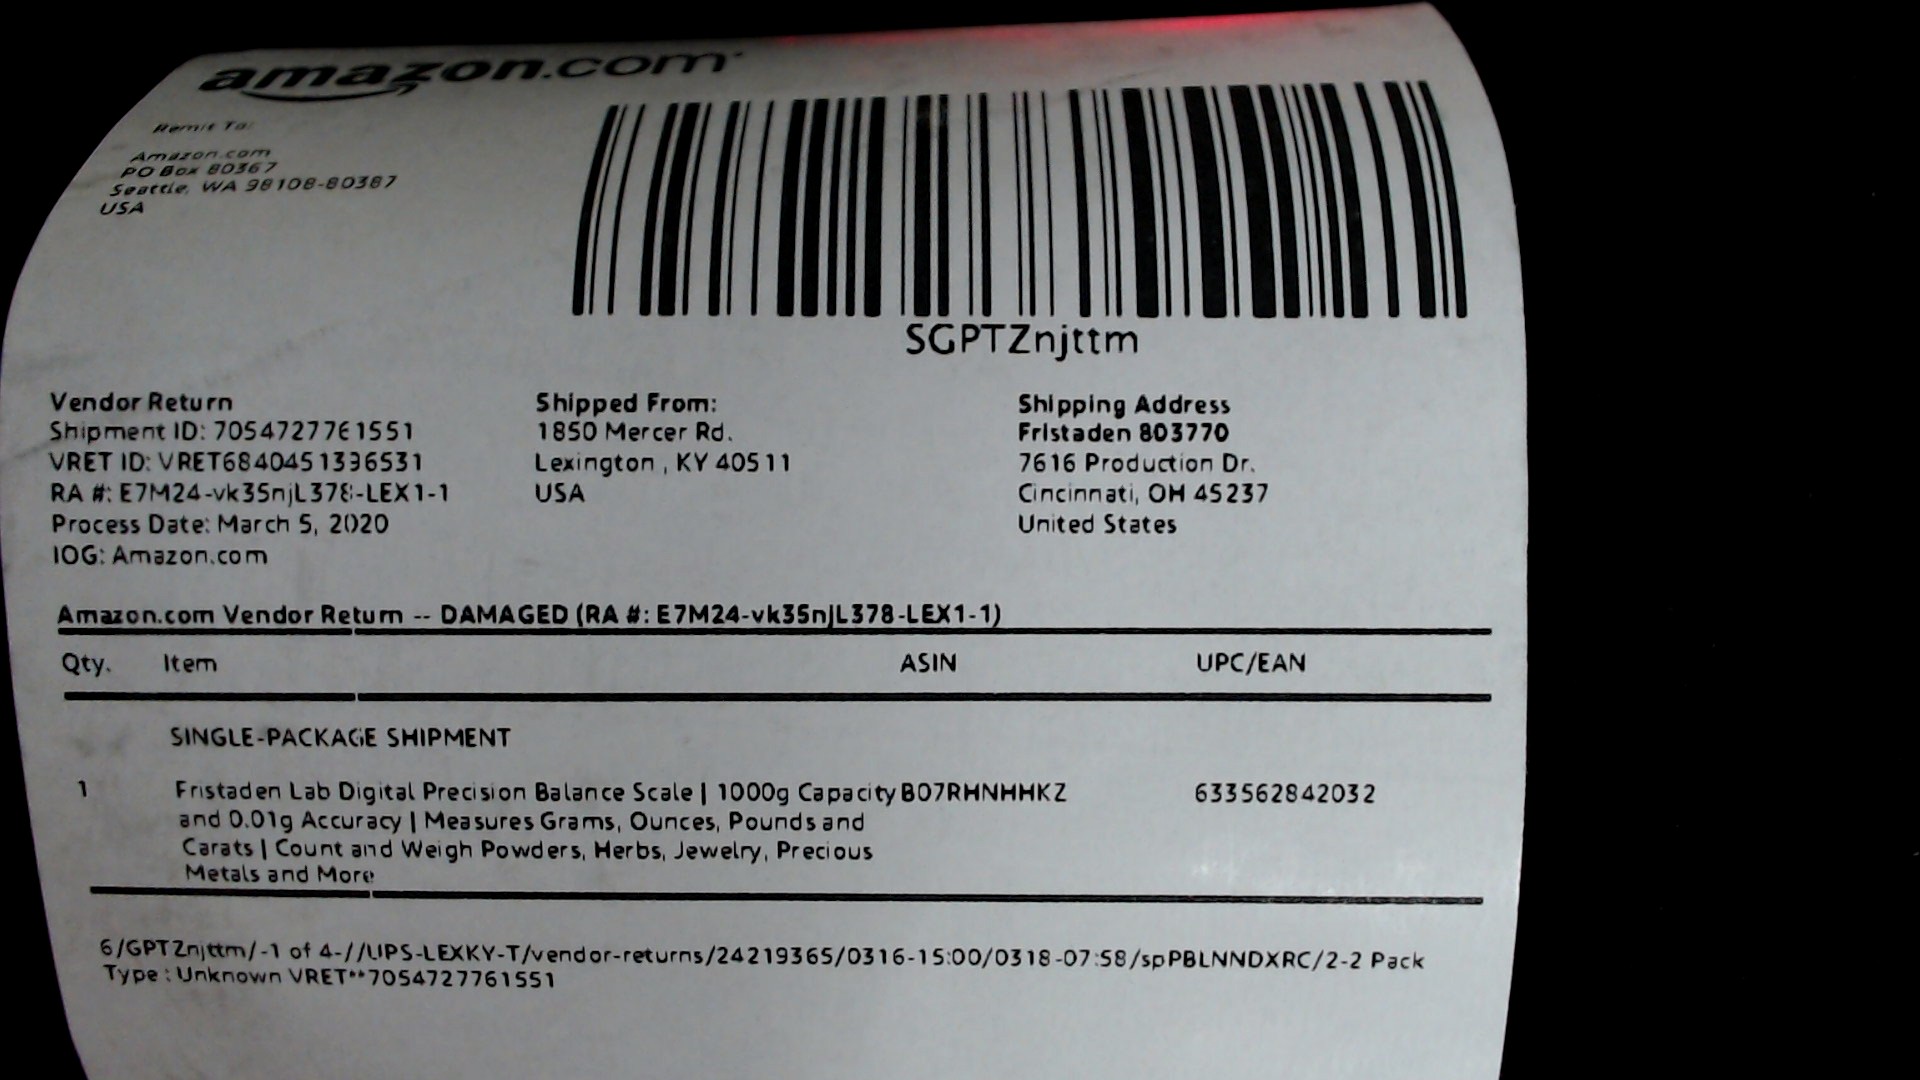 amazon.com
Remit To:
Amazon.com
PO Box 80367
Seattle, WA 98108-80387
USA
SGPTZnjttm
Vendor Return
Shipment ID: 7054727761551
VRET ID: VRET6840451396531
RA #: E7M24-vk35njL378-LEX1-1
Process Date: March 5, 2020
IOG: Amazon.com
Shipped From:
1850 Mercer Rd.
Lexington , KY 40511
USA
Shipping Address
Fristaden 803770
7616 Production Dr.
Cincinnati, OH 45237
United States
Amazon.com Vendor Return -- DAMAGED (RA #: E7M24-vk35njL378-LEX1-1)
Qty. Item ASIN UPC/EAN
SINGLE-PACKAGE SHIPMENT
1 Fristaden Lab Digital Precision Balance Scale | 1000g Capacity B07RHNHHKZ 633562842032
and 0.01g Accuracy | Measures Grams, Ounces, Pounds and
Carats | Count and Weigh Powders, Herbs, Jewelry, Precious
Metals and More
6/GPTZnjttm/-1 of 4-//UPS-LEXKY-T/vendor-returns/24219365/0316-15:00/0318-07:58/spPBLNNDXRC/2-2 Pack
Type : Unknown VRET**7054727761551